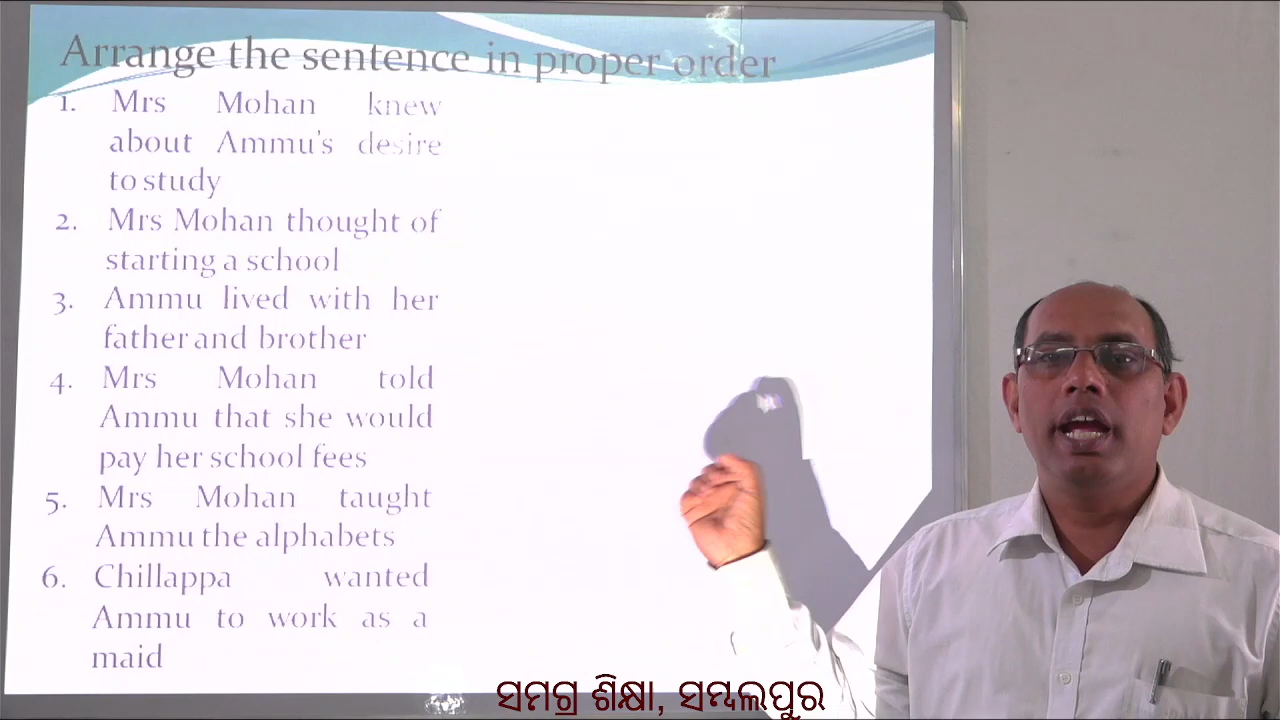 Arrange the sentence in proper order
1. Mrs Mohan knew
about Ammu's desire
to study
2. Mrs Mohan thought of
starting a school
3. Ammu lived with her
father and brother
4. Mrs Mohan told
Ammu that she would
pay her school fees
5. Mrs Mohan taught
Ammu the alphabets
6. Chillappa wanted
Ammu to work as a
maid
ସମଗ୍ର ଶିକ୍ଷା, ସମ୍ବଲପୁର